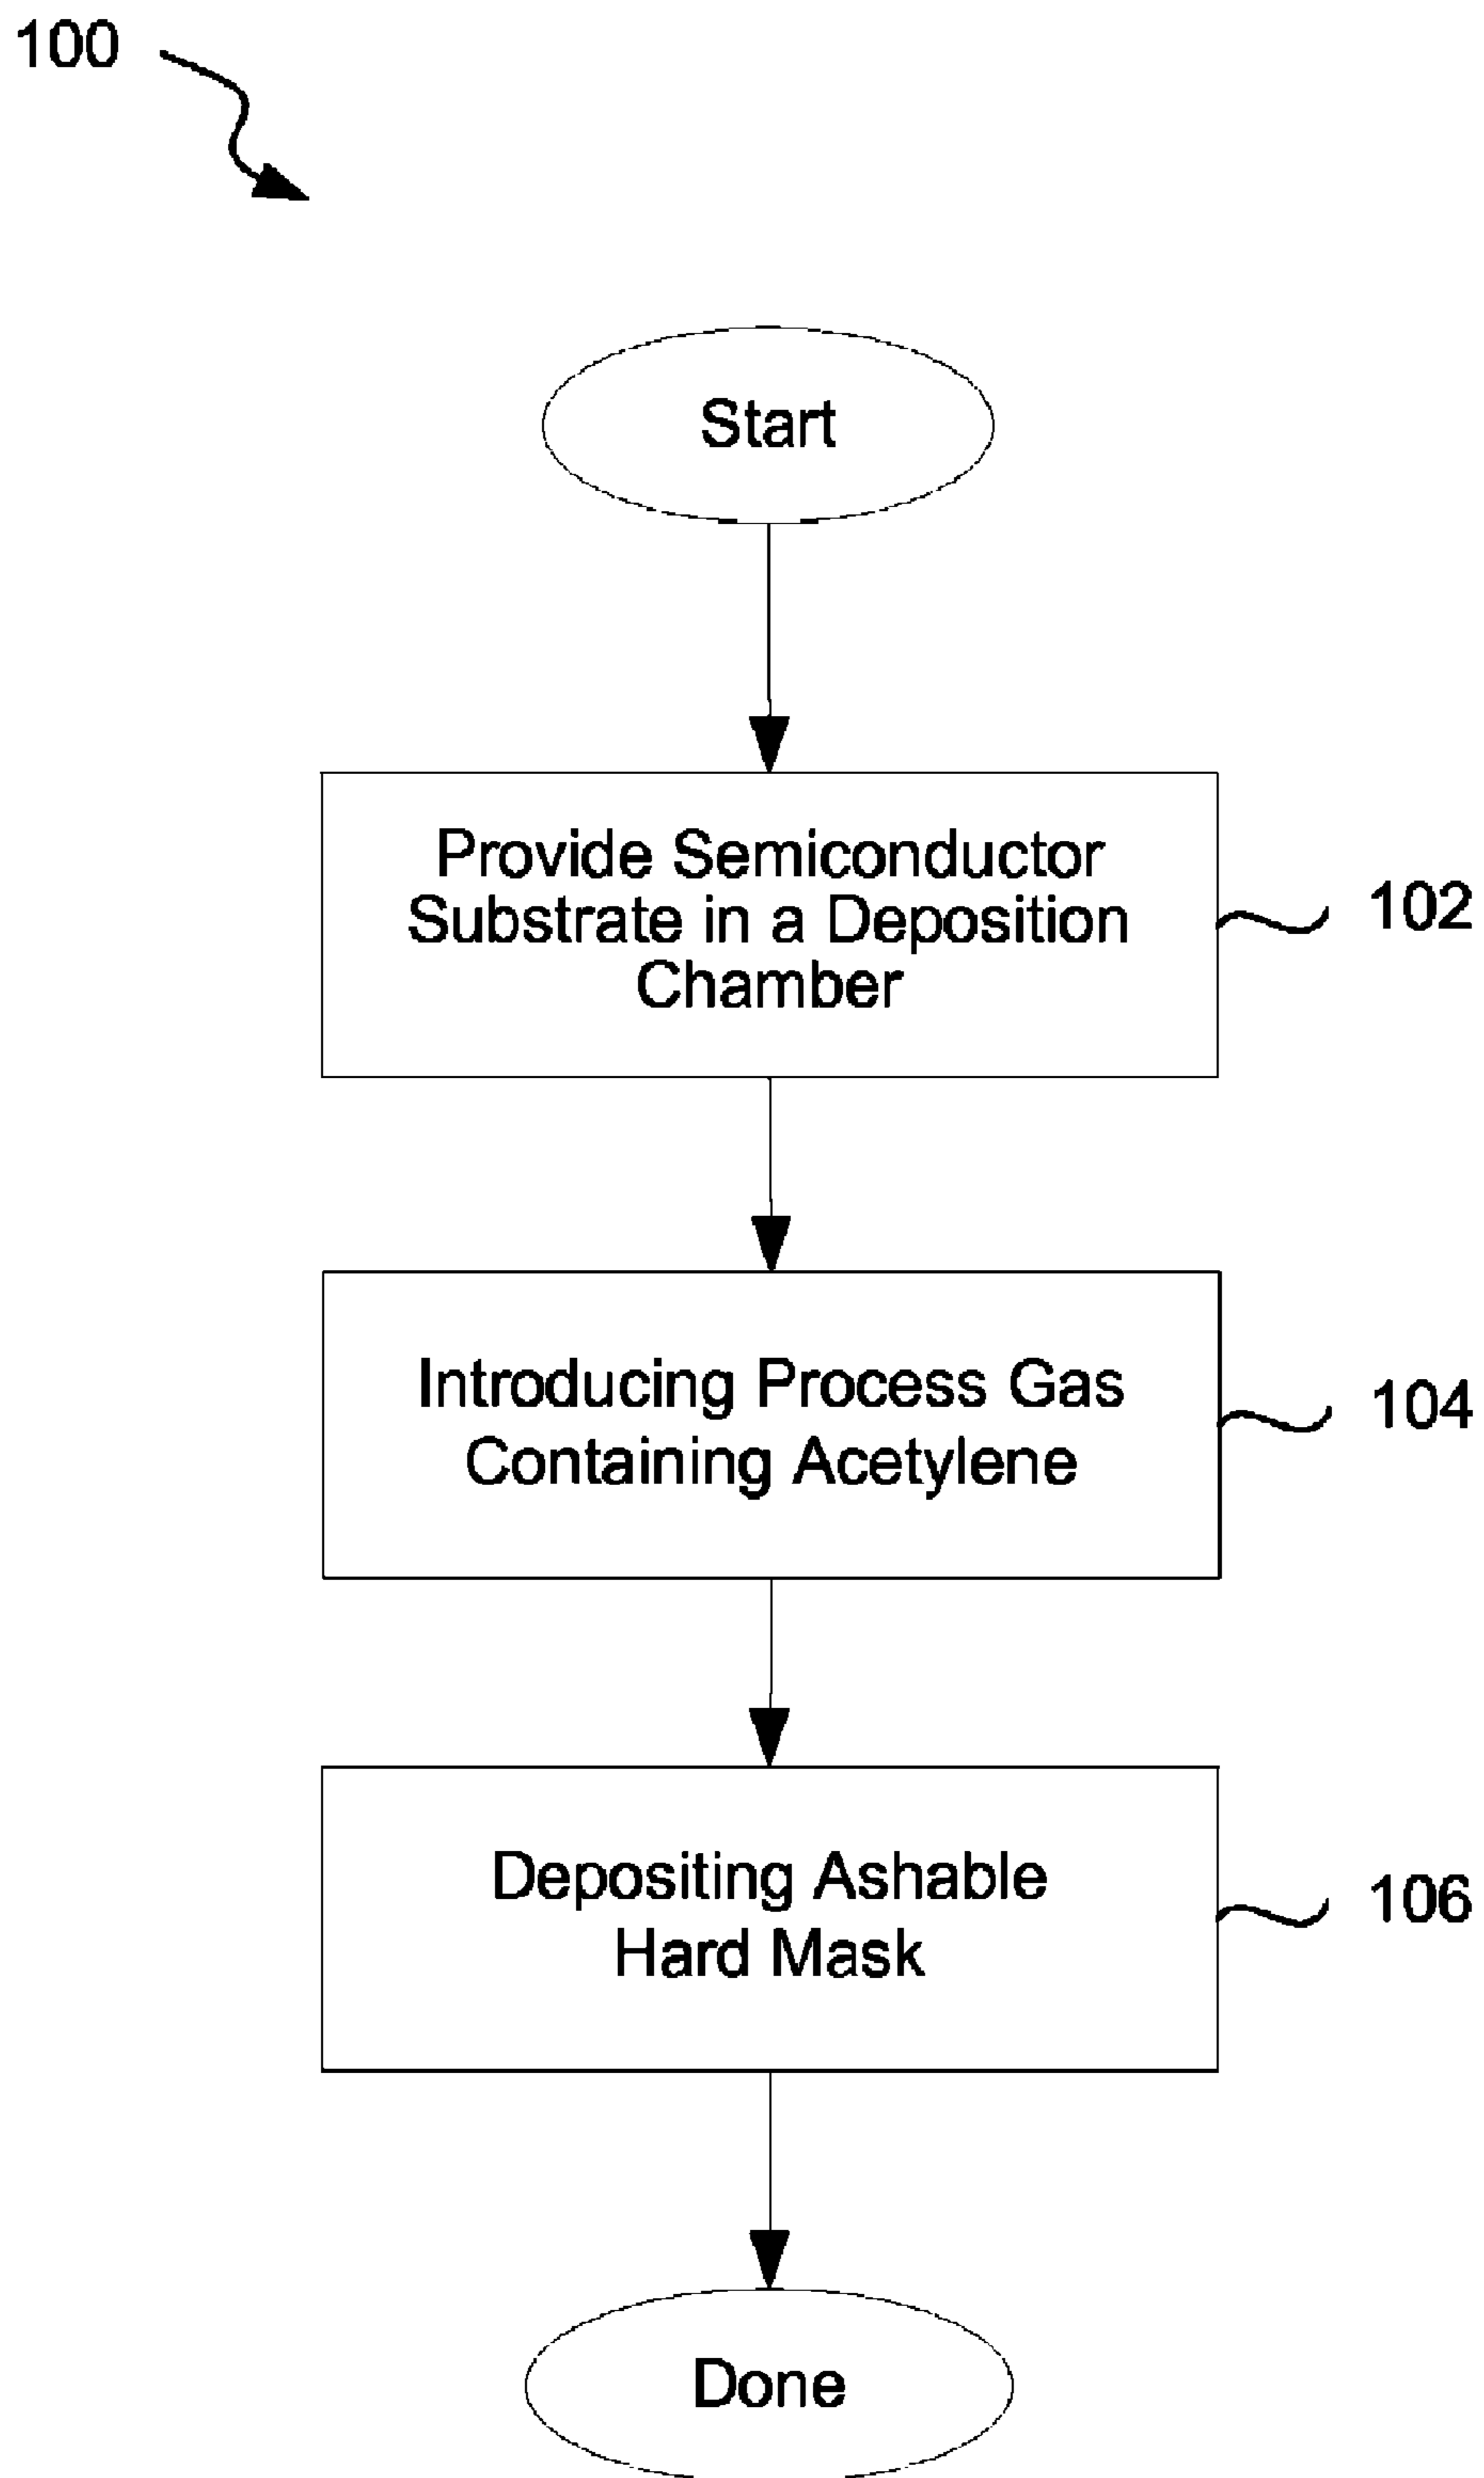 100
Start
Provide Semiconductor
Substrate in a Deposition
Chamber
102
Introducing Process Gas
Containing Acetylene
104
Depositing Ashable
Hard Mask
106
Done